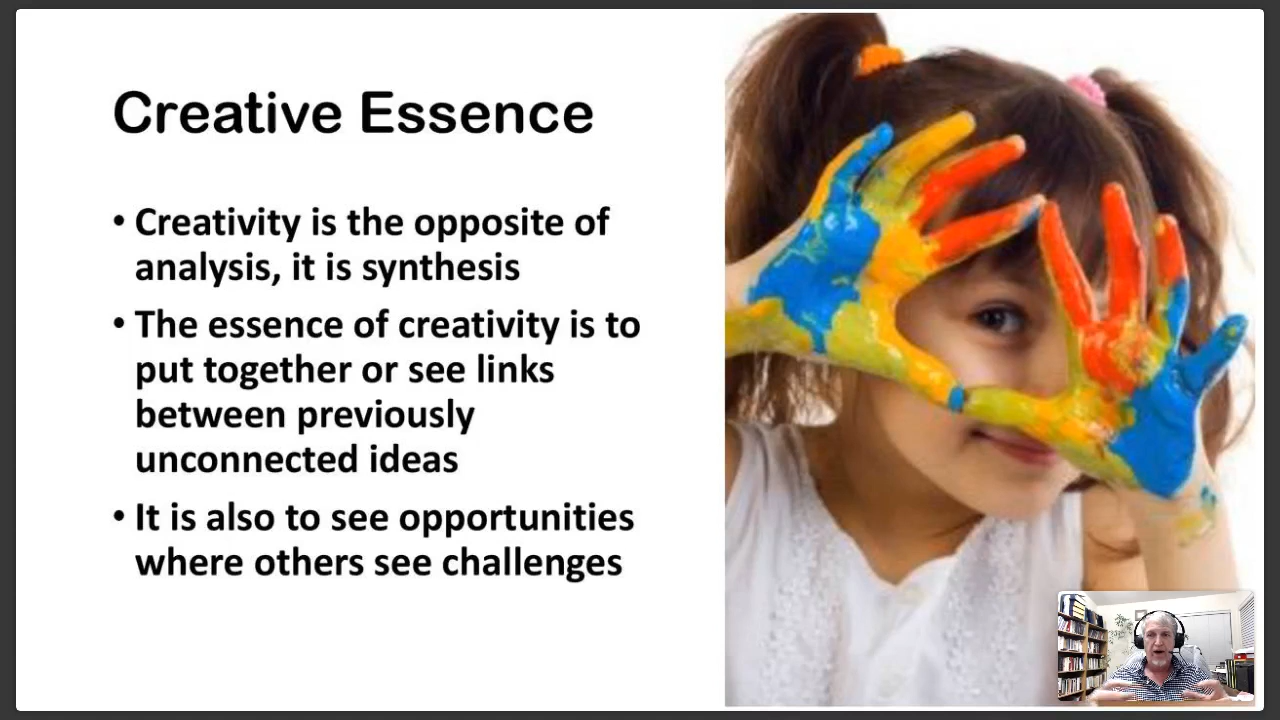 Creative Essence
• Creativity is the opposite of
analysis, it is synthesis
• The essence of creativity is to
put together or see links
between previously
unconnected ideas
• It is also to see opportunities
where others see challenges